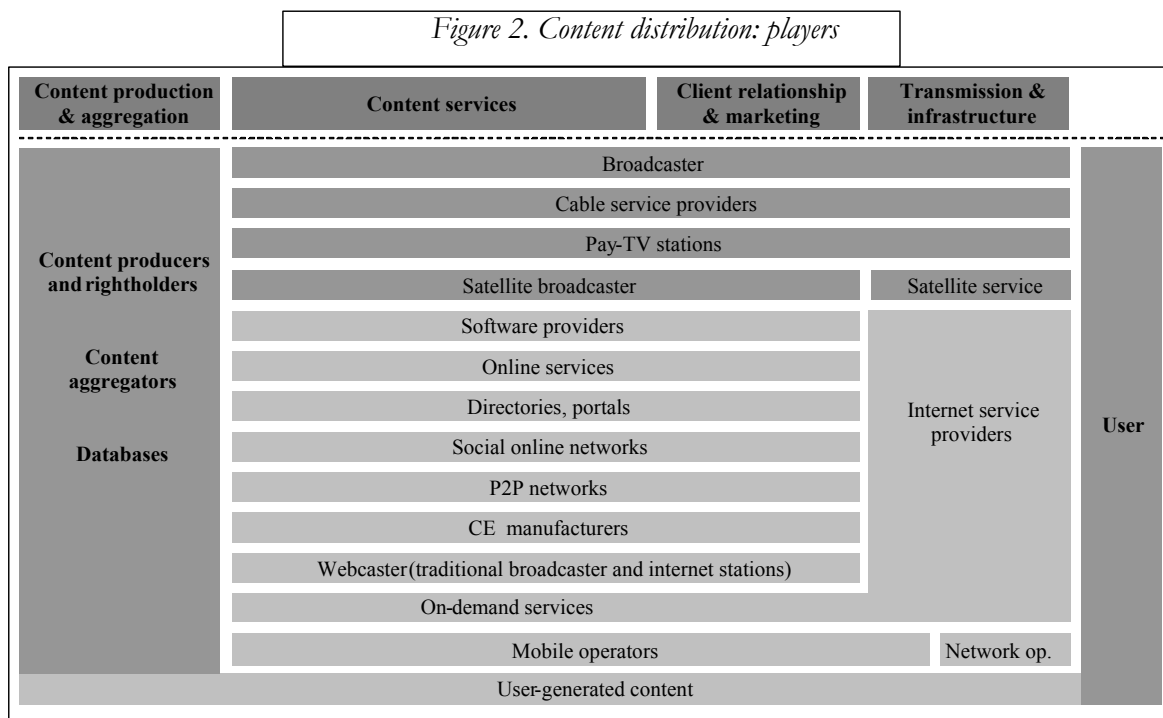 Figure 2. Content distribution: players
Content production
& aggregation
Content services
Client relationship
& marketing
Transmission &
infrastructure
Content producers
and rightholders
Content
aggregators
Databases
Broadcaster
Cable service providers
Pay-TV stations
Satellite broadcaster
Satellite service
Software providers
Online services
Directories, portals
Social online networks
P2P networks
CE manufacturers
Webcaster (traditional broadcaster and internet stations)
On-demand services
Internet service
providers
Mobile operators
Network op.
User
User-generated content